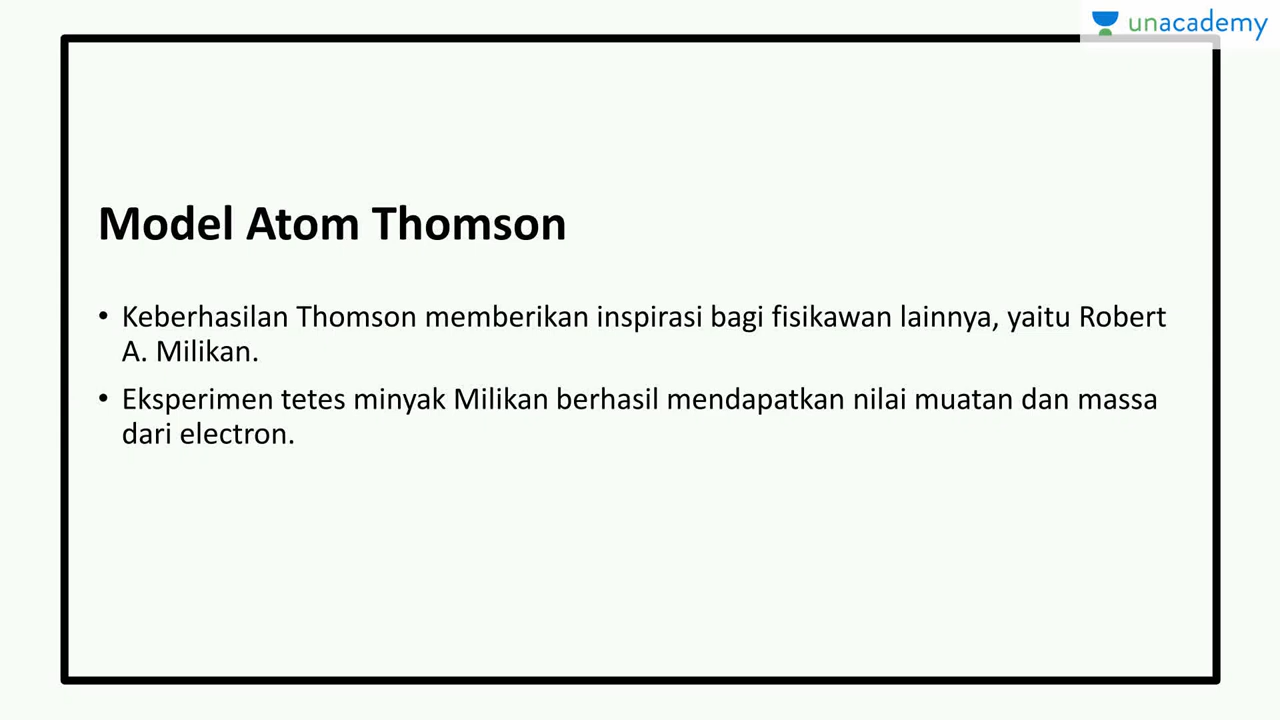 unacademy
Model Atom Thomson
• Keberhasilan Thomson memberikan inspirasi bagi fisikawan lainnya, yaitu Robert
A. Milikan.
• Eksperimen tetes minyak Milikan berhasil mendapatkan nilai muatan dan massa
dari electron.